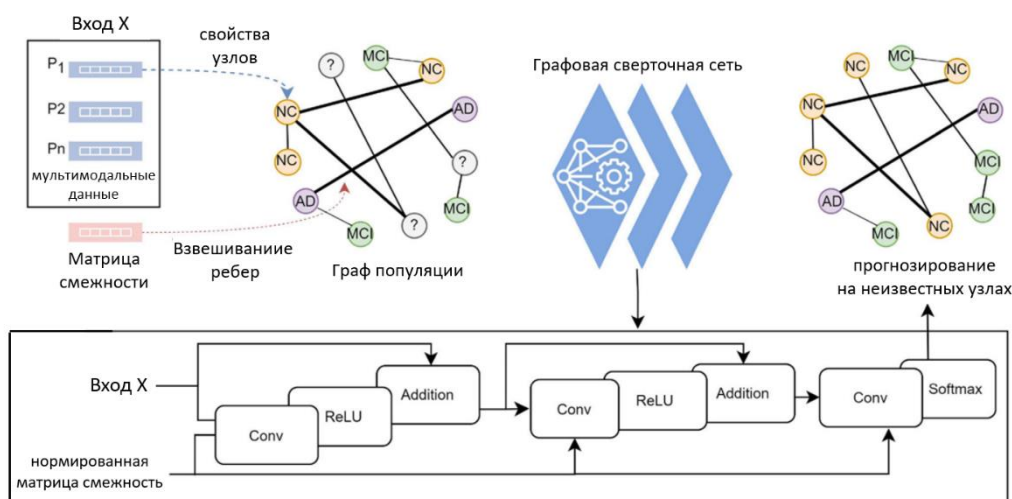 Вход X
P1
P2
Pn
мультимодальные
данные
Матрица
смежности
свойства
узлов
Взвешиваниие
ребер
?
MCI
NC
NC
AD
NC
?
AD
MCI
?
MCI
Граф популяции
Графовая сверточная сеть
NC
MCI
NC
NC
AD
NC
MCI
AD
MCI
NC
MCI
прогнозирование
на неизвестных узлах
Вход X
Conv
ReLU
Addition
Conv
ReLU
Addition
Conv
Softmax
нормированная
матрица смежность